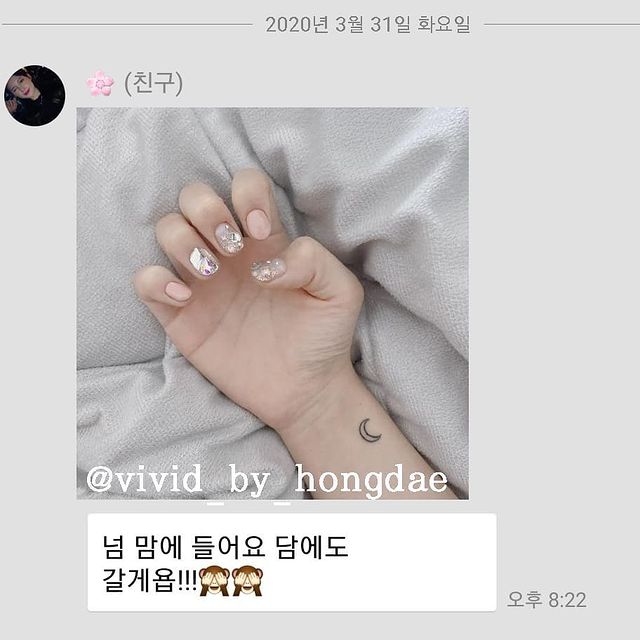 2020년 3월 31일 화요일
🌸 (친구)
@vivid_by_hongdae
넘 맘에 들어요 담에도
갈게욥!!!🙈🙈
오후 8:22